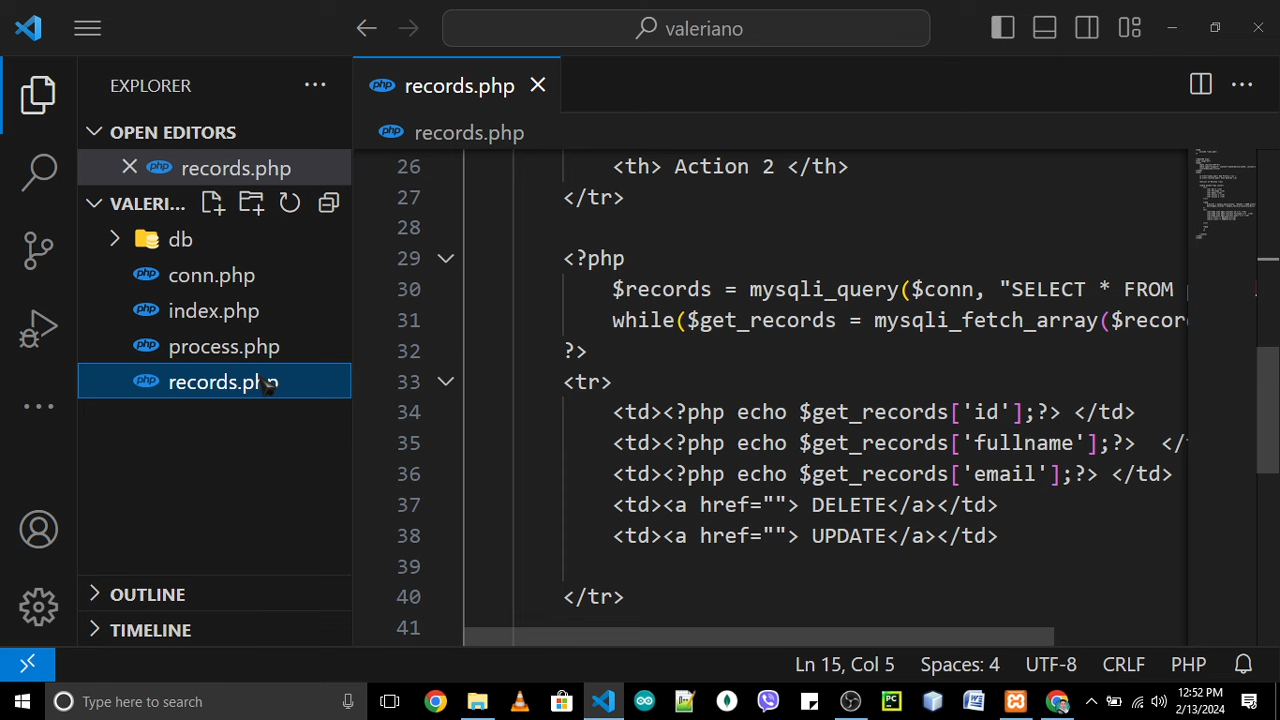 valeriano
EXPLORER
records.php
OPEN EDITORS
records.php
records.php
VALERI...
db
conn.php
index.php
process.php
records.php
OUTLINE
TIMELINE
26 <th> Action 2 </th>
27 </tr>
28
29 <?php
30 $records = mysqli_query($conn, "SELECT * FROM
31 while($get_records = mysqli_fetch_array($recor
32 ?>
33 <tr>
34 <td><?php echo $get_records['id'];?> </td>
35 <td><?php echo $get_records['fullname'];?> </
36 <td><?php echo $get_records['email'];?> </td>
37 <td><a href=""> DELETE</a></td>
38 <td><a href=""> UPDATE</a></td>
39
40 </tr>
41
Ln 15, Col 5 Spaces: 4 UTF-8 CRLF PHP
Type here to search
12:52 PM
2/13/2024